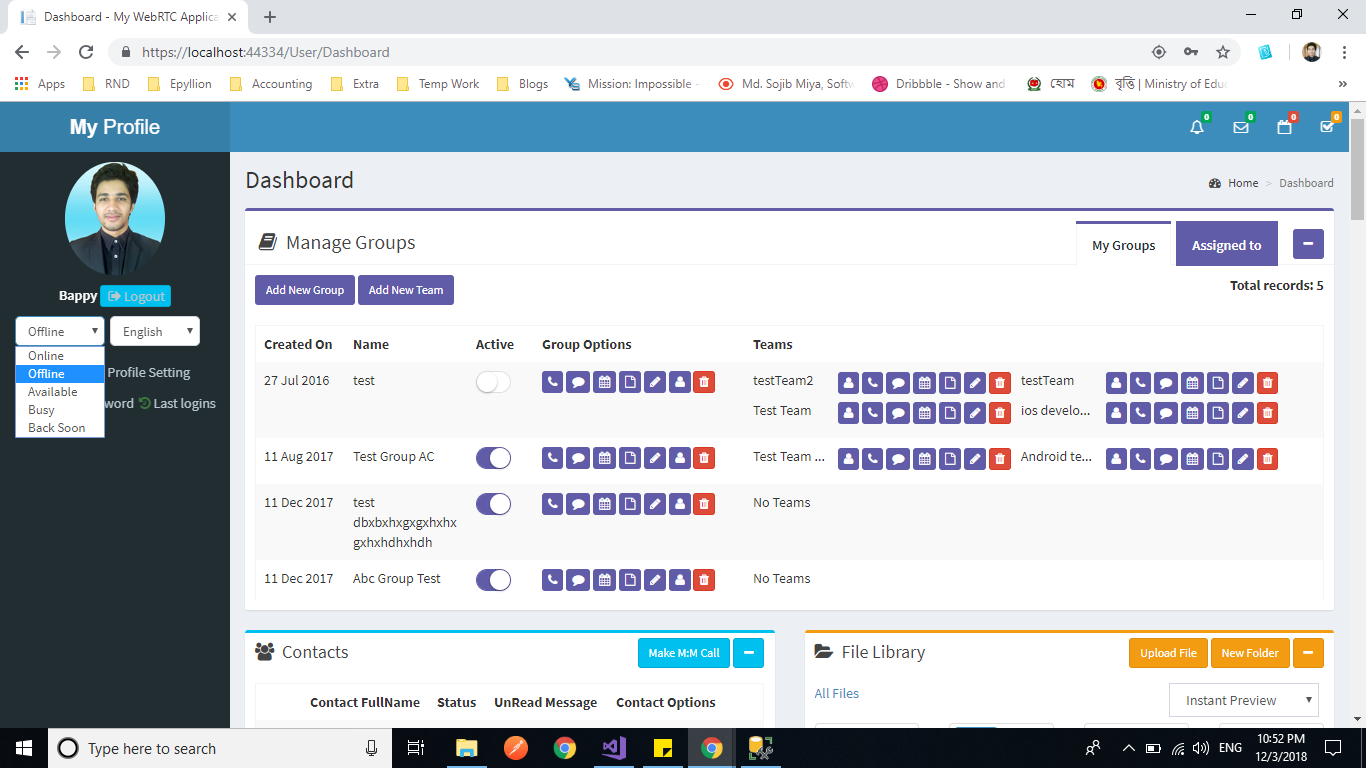 Dashboard - My WebRTC Applica
https://localhost:44334/User/Dashboard
Apps RND Epyllion Accounting Extra Temp Work Blogs Mission: Impossible - Md. Sojib Miya, Softw Dribbble - Show and হোম বৃত্তি | Ministry of Educ »
My Profile
0 0 0 0
Dashboard
Home > Dashboard
Bappy Logout
Offline English
Online
Offline
Available
Busy
Back Soon
Profile Setting
word Last logins
Manage Groups
My Groups Assigned to
Add New Group Add New Team
Total records: 5
Created On Name Active Group Options Teams
27 Jul 2016 test testTeam2 testTeam
Test Team ios develo...
11 Aug 2017 Test Group AC Test Team ... Android te...
11 Dec 2017 test No Teams
dbxbxhxgxgxhxhx
gxhxhdhxhdh
11 Dec 2017 Abc Group Test No Teams
Contacts Make M:M Call
Contact FullName Status UnRead Message Contact Options
File Library Upload File New Folder
All Files Instant Preview
Type here to search
ENG
10:52 PM
12/3/2018